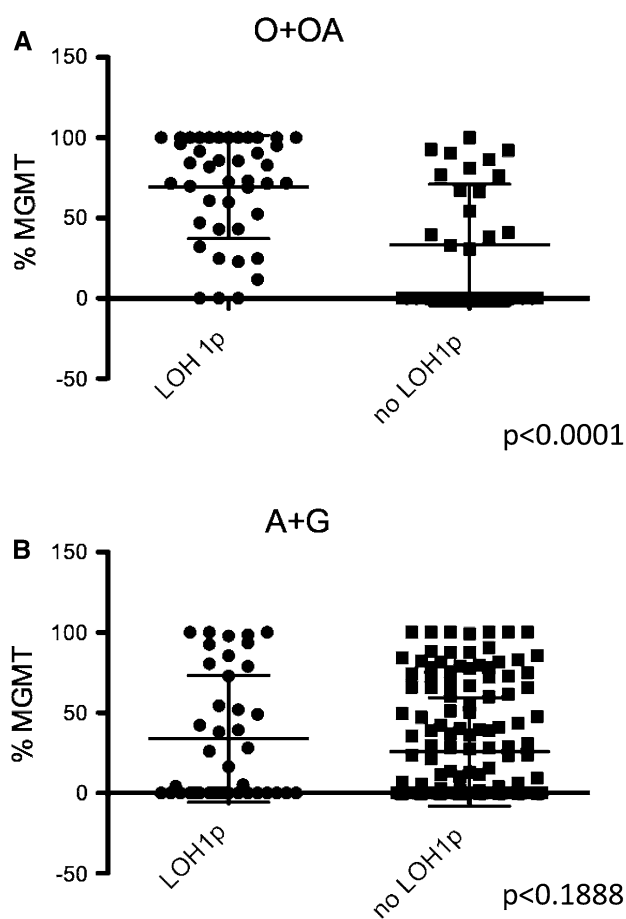 A
O+OA
150
100
50
0
-50
% MGMT
LOH 1p
no LOH1p
p<0.0001
B
A+G
150
100
50
0
-50
% MGMT
LOH1p
no LOH1p
p<0.1888